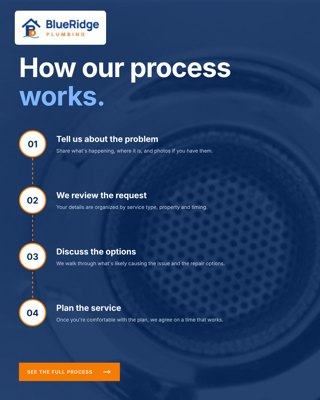 BlueRidge
PLUMBING
How our process
works.
01
Tell us about the problem
Share what's happening, where it is, and photos if you have them.
02
We review the request
Your details are organized by service type, property and timing.
03
Discuss the options
We walk through what's likely causing the issue and the repair options.
04
Plan the service
Once you're comfortable with the plan, we agree on a time that works.
SEE THE FULL PROCESS